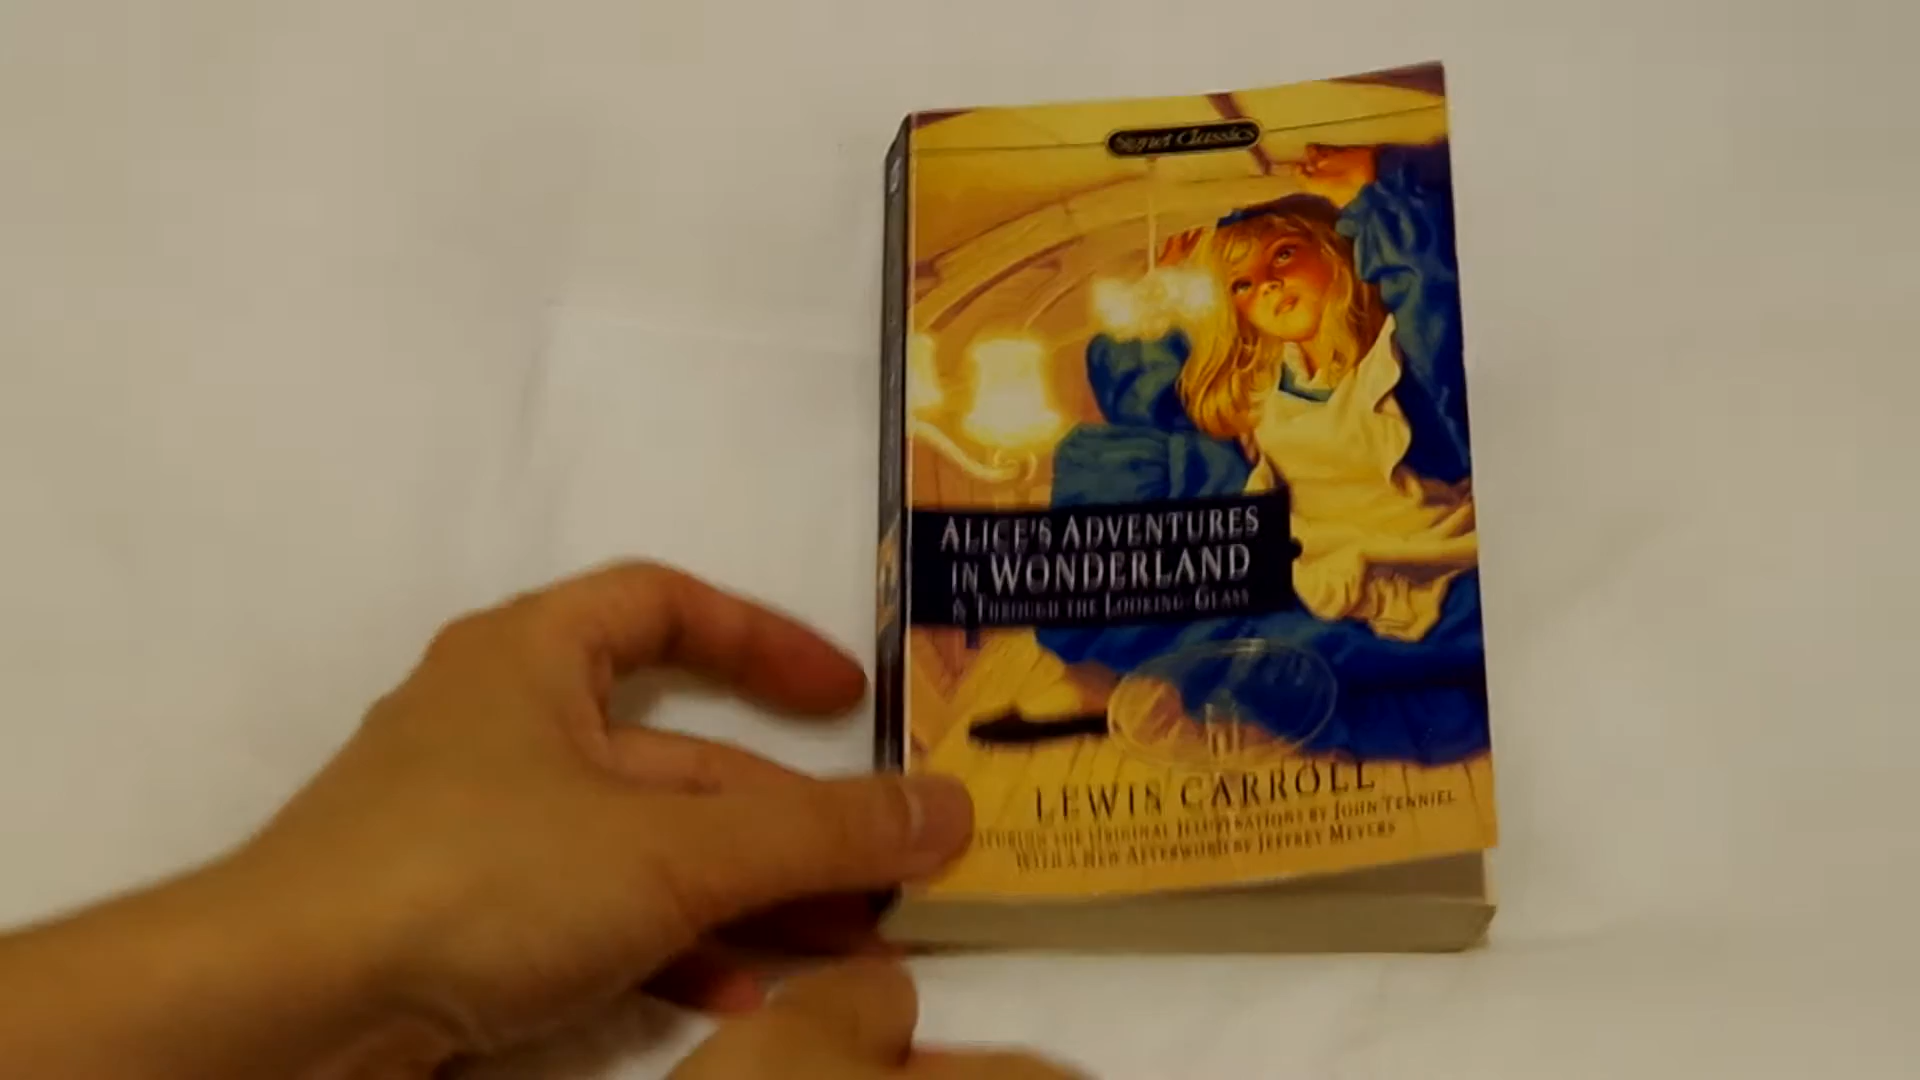 Signet Classics
ALICE'S ADVENTURES
IN WONDERLAND
& THROUGH THE LOOKING-GLASS
LEWIS CARROLL
THE ORIGINAL ILLUSTRATIONS BY JOHN TENNIEL
WITH A NEW AFTERWORD BY JEFFREY MEYERS